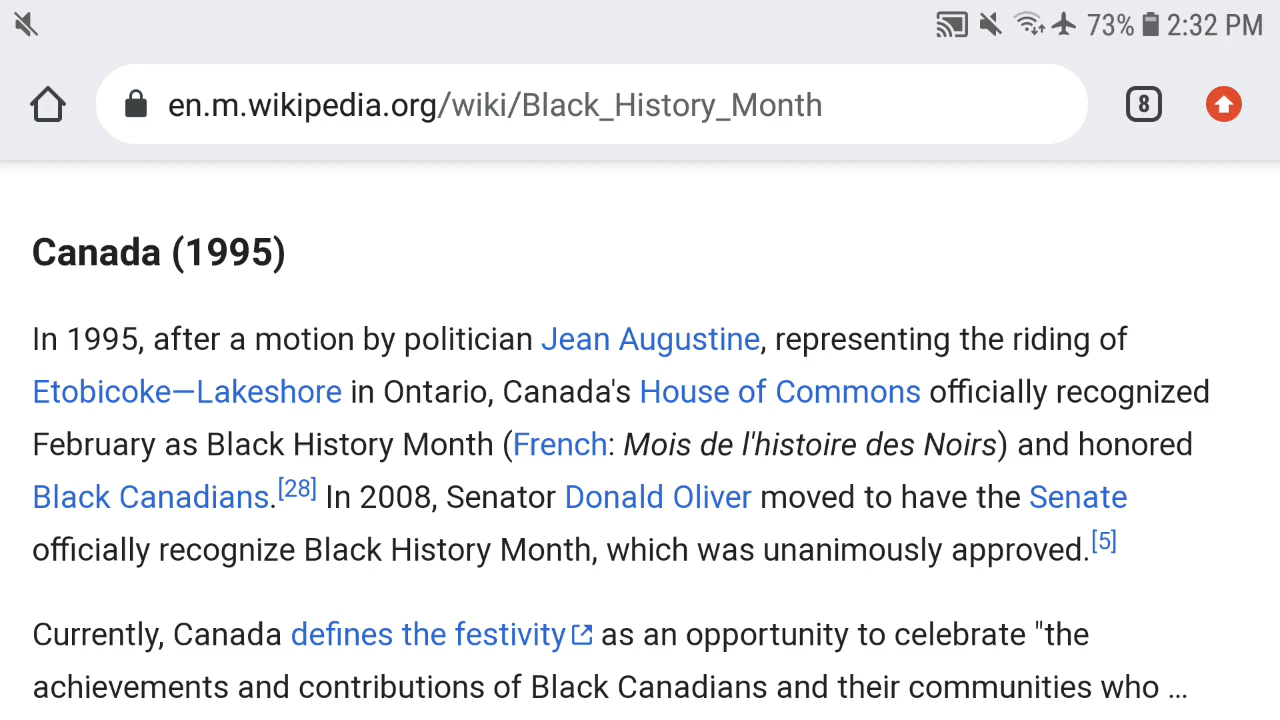 73% 2:32 PM
en.m.wikipedia.org/wiki/Black_History_Month 8
Canada (1995)
In 1995, after a motion by politician Jean Augustine, representing the riding of
Etobicoke—Lakeshore in Ontario, Canada's House of Commons officially recognized
February as Black History Month (French: Mois de l'histoire des Noirs) and honored
Black Canadians.[28] In 2008, Senator Donald Oliver moved to have the Senate
officially recognize Black History Month, which was unanimously approved.[5]
Currently, Canada defines the festivity as an opportunity to celebrate "the
achievements and contributions of Black Canadians and their communities who ...